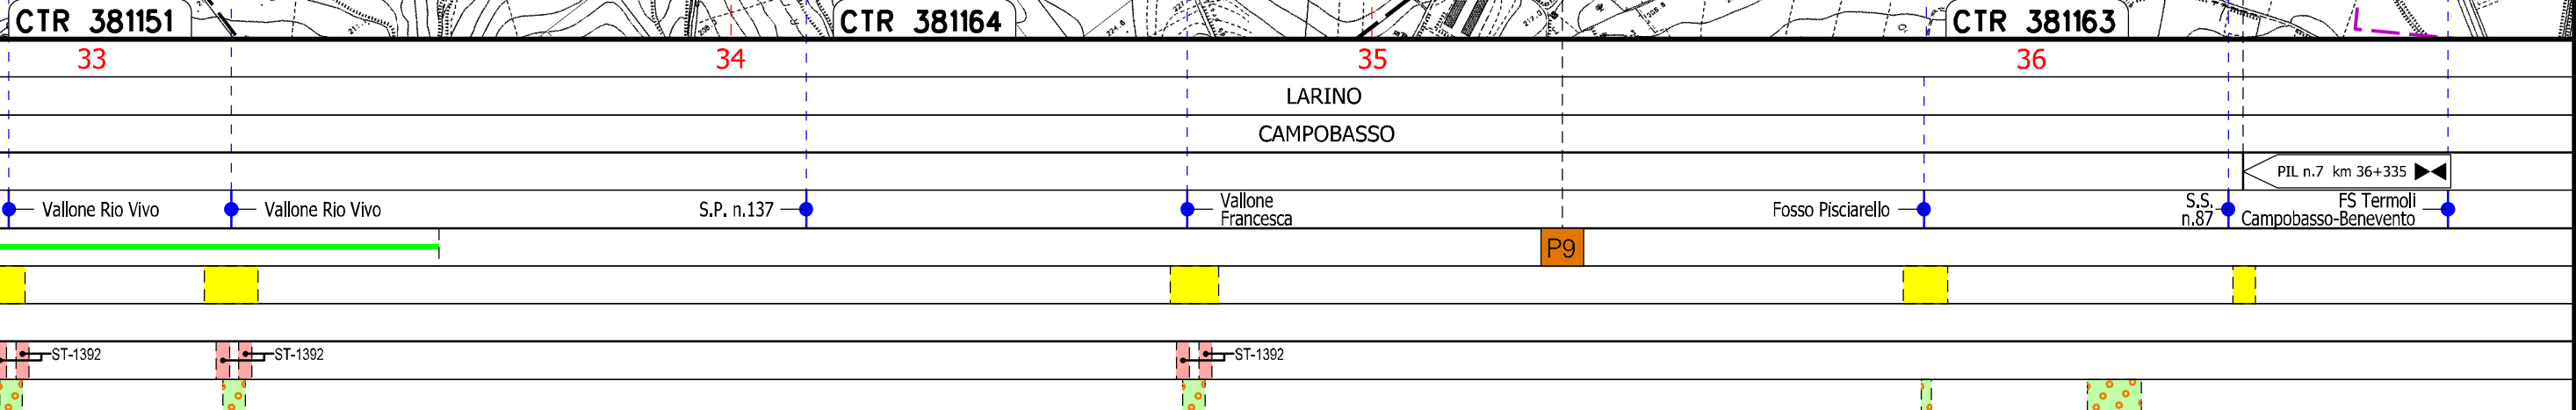 CTR 381151
CTR 381164
CTR 381163
33
34
35
36
LARINO
CAMPOBASSO
PIL n.7 km 36+335
Vallone Rio Vivo
Vallone Rio Vivo
S.P. n.137
Vallone
Francesca
Fosso Pisciarello
S.S.
n.87
FS Termoli
Campobasso-Benevento
P9
ST-1392
ST-1392
ST-1392